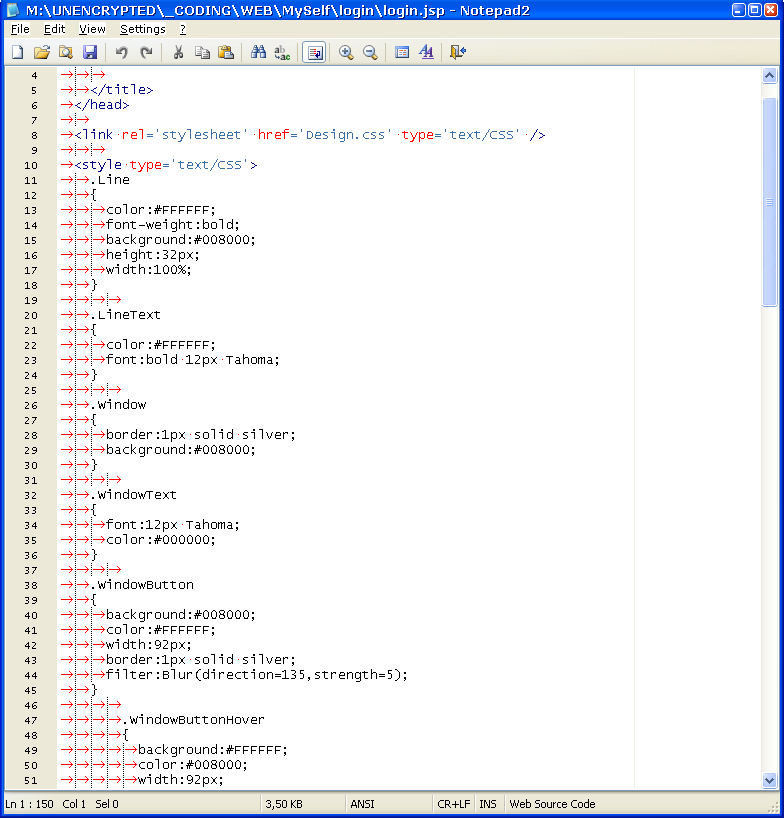 M:\UNENCRYPTED\_CODING\WEB\MySelf\login\login.jsp - Notepad2
File Edit View Settings ?
4
5 </title>
6 </head>
7
8 <link rel='stylesheet' href='Design.css' type='text/CSS' />
9
10 <style type='text/CSS'>
11 .Line
12 {
13 color:#FFFFFF;
14 font-weight:bold;
15 background:#008000;
16 height:32px;
17 width:100%;
18 }
19
20 .LineText
21 {
22 color:#FFFFFF;
23 font:bold 12px Tahoma;
24 }
25
26 .Window
27 {
28 border:1px solid silver;
29 background:#008000;
30 }
31
32 .WindowText
33 {
34 font:12px Tahoma;
35 color:#000000;
36 }
37
38 .WindowButton
39 {
40 background:#008000;
41 color:#FFFFFF;
42 width:92px;
43 border:1px solid silver;
44 filter:Blur(direction=135,strength=5);
45 }
46
47 .WindowButtonHover
48 {
49 background:#FFFFFF;
50 color:#008000;
51 width:92px;
Ln 1 : 150 Col 1 Sel 0 3,50 KB ANSI CR+LF INS Web Source Code